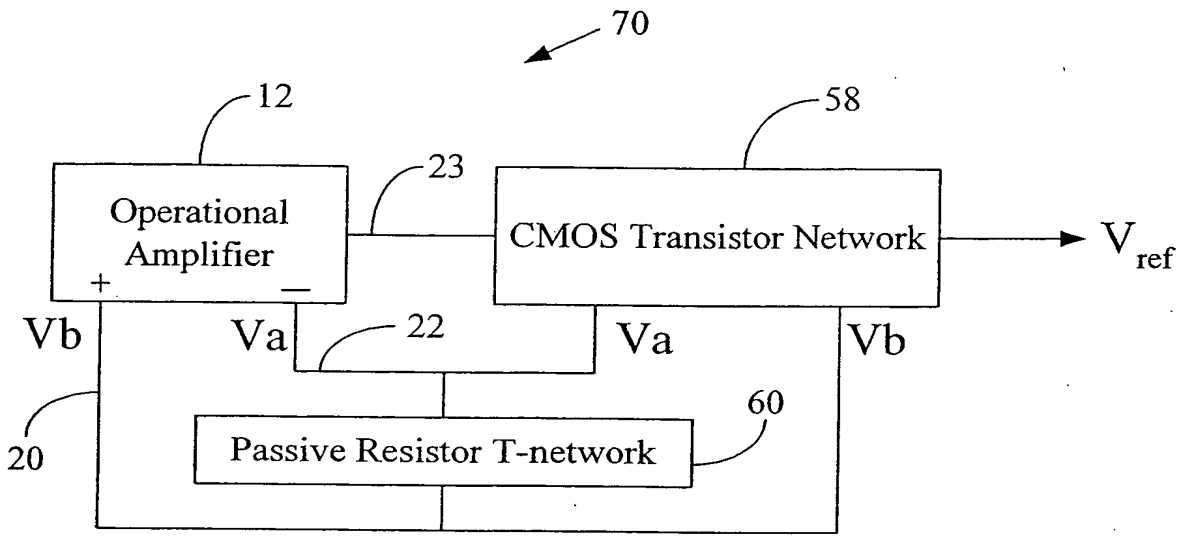 70
12
58
23
Operational
Amplifier
+
−
CMOS Transistor Network
V ref
Vb
Va
22
Va
Vb
60
20
Passive Resistor T-network